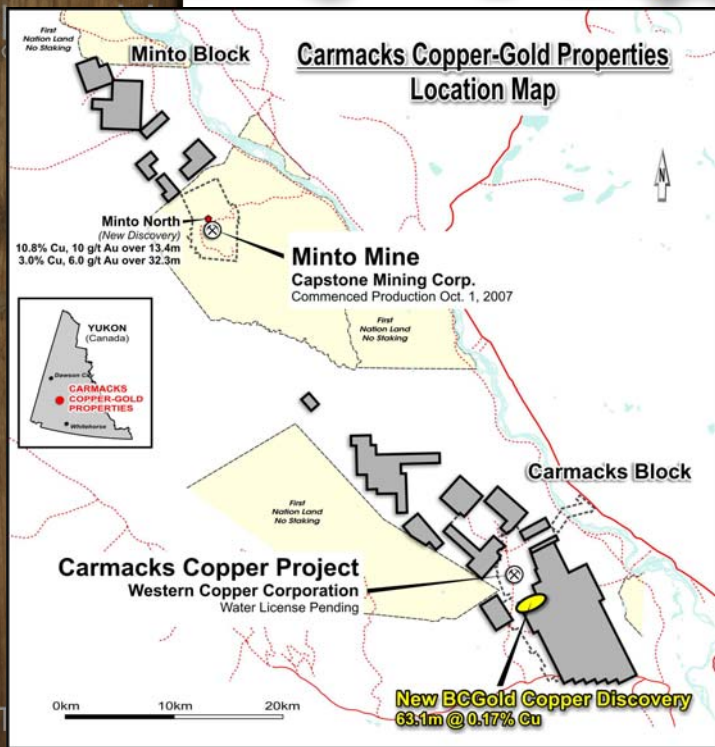 Carmacks Copper-Gold Properties
Location Map
First
Nation Land
No Staking
Minto Block
N
Minto North
(New Discovery)
10.8% Cu, 10 g/t Au over 13.4m
3.0% Cu, 6.0 g/t Au over 32.3m
Minto Mine
Capstone Mining Corp.
Commenced Production Oct. 1, 2007
First
Nation Land
No Staking
YUKON
(Canada)
Dawson City
CARMACKS
COPPER-GOLD
PROPERTIES
Whitehorse
Carmacks Block
First
Nation Land
No Staking
Carmacks Copper Project
Western Copper Corporation
Water License Pending
New BCGold Copper Discovery
63.1m @ 0.17% Cu
0km 10km 20km